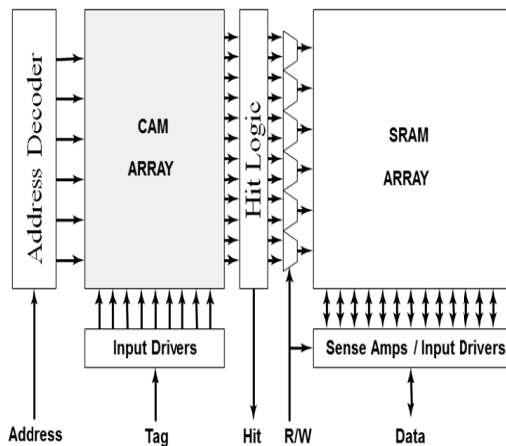 Address Decoder
CAM
ARRAY
Hit Logic
SRAM
ARRAY
Input Drivers
Sense Amps / Input Drivers
Address
Tag
Hit
R/W
Data